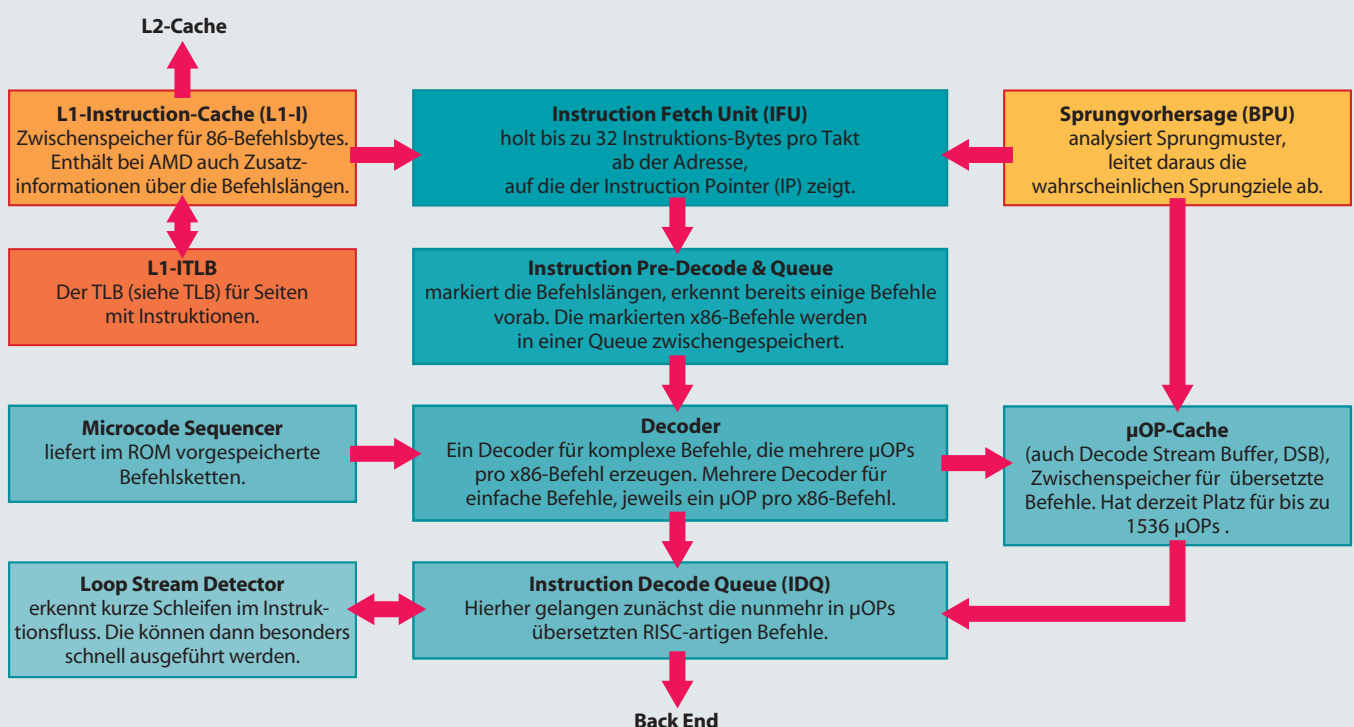 L2-Cache
L1-Instruction-Cache (L1-I)
Zwischenspeicher für 86-Befehlsbytes.
Enthält bei AMD auch Zusatz-
informationen über die Befehlslängen.
Instruction Fetch Unit (IFU)
holt bis zu 32 Instruktions-Bytes pro Takt
ab der Adresse,
auf die der Instruction Pointer (IP) zeigt.
Sprungvorhersage (BPU)
analysiert Sprungmuster,
leitet daraus die
wahrscheinlichen Sprungziele ab.
L1-ITLB
Der TLB (siehe TLB) für Seiten
mit Instruktionen.
Instruction Pre-Decode & Queue
markiert die Befehlslängen, erkennt bereits einige Befehle
vorab. Die markierten x86-Befehle werden
in einer Queue zwischengespeichert.
Microcode Sequencer
liefert im ROM vorgespeicherte
Befehlsketten.
Decoder
Ein Decoder für komplexe Befehle, die mehrere µOPs
pro x86-Befehl erzeugen. Mehrere Decoder für
einfache Befehle, jeweils ein µOP pro x86-Befehl.
µOP-Cache
(auch Decode Stream Buffer, DSB),
Zwischenspeicher für übersetzte
Befehle. Hat derzeit Platz für bis zu
1536 µOPs .
Loop Stream Detector
erkennt kurze Schleifen im Instruk-
tionsfluss. Die können dann besonders
schnell ausgeführt werden.
Instruction Decode Queue (IDQ)
Hierher gelangen zunächst die nunmehr in µOPs
übersetzten RISC-artigen Befehle.
Back End